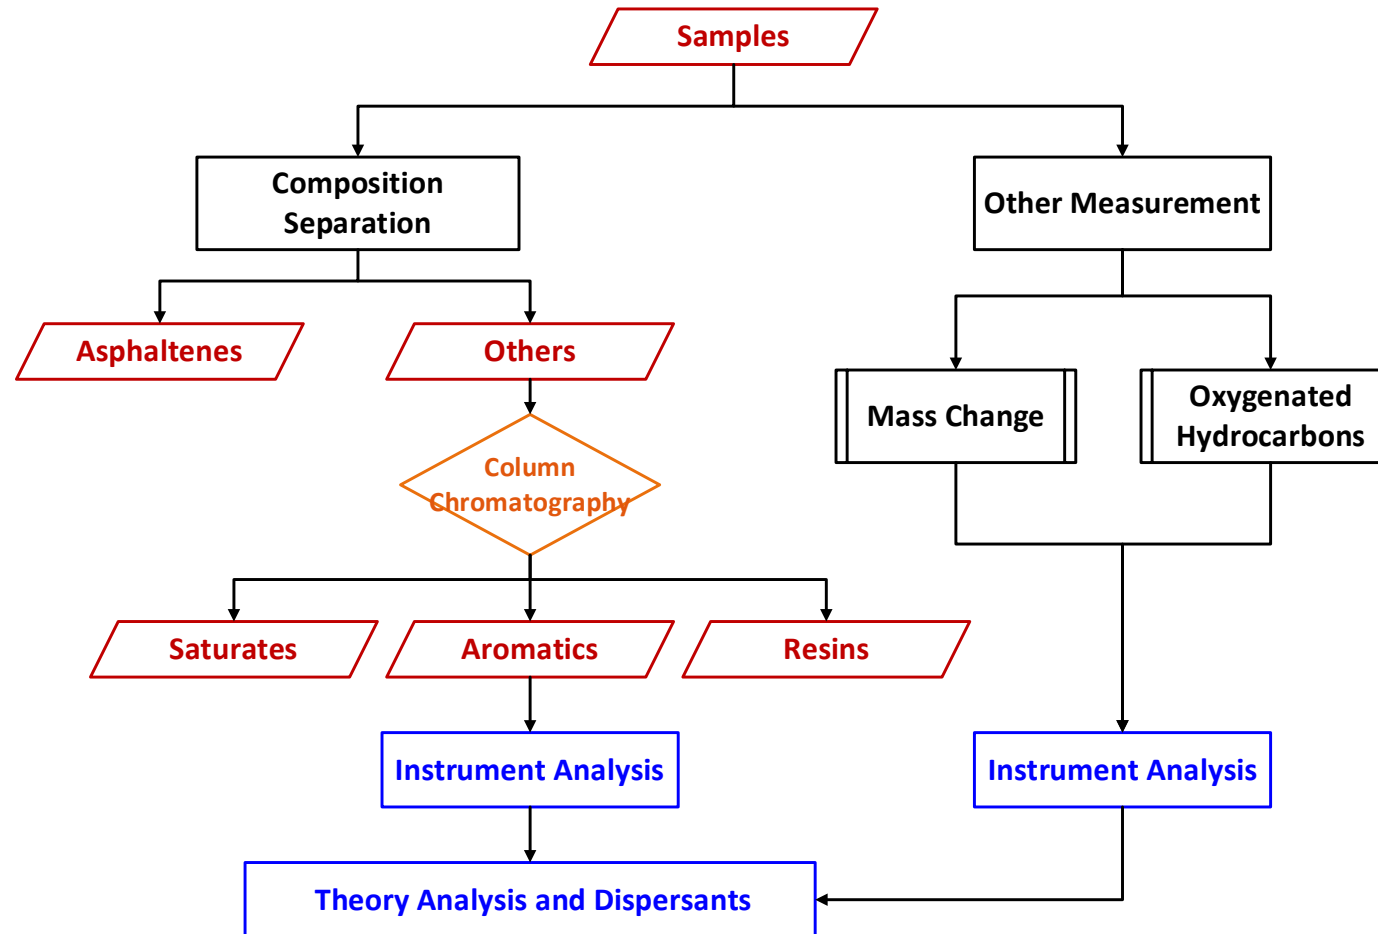 Samples
Composition
Separation
Other Measurement
Asphaltenes
Others
Mass Change
Oxygenated
Hydrocarbons
Column
Chromatography
Saturates
Aromatics
Resins
Instrument Analysis
Instrument Analysis
Theory Analysis and Dispersants